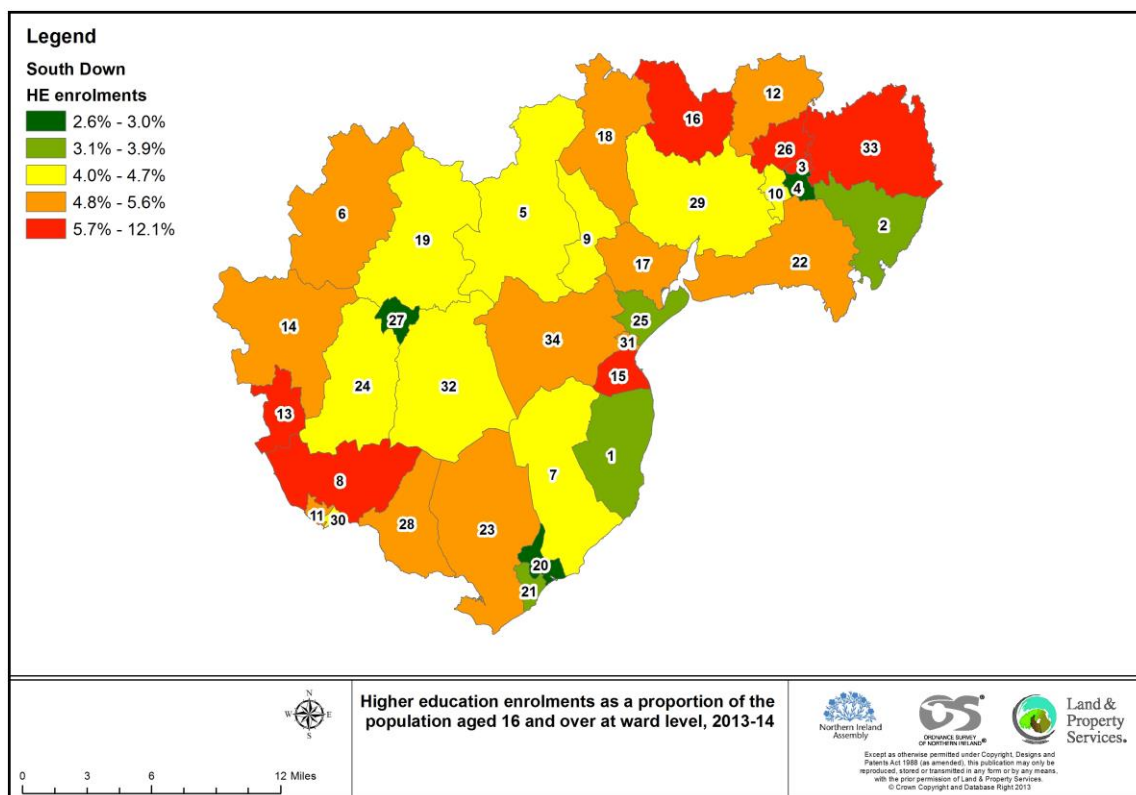 Legend
South Down
HE enrolments
2.6% - 3.0%
3.1% - 3.9%
4.0% - 4.7%
4.8% - 5.6%
5.7% - 12.1%
12
16
18
26
33
3
4
10
6
5
29
2
19
9
22
17
27
25
14
34
31
15
24
32
13
1
7
8
11
30
28
23
20
21
N
W
E
S
0
3
6
12 Miles
Higher education enrolments as a proportion of the
population aged 16 and over at ward level, 2013-14
Northern Ireland
Assembly
OS®
ORDNANCE SURVEY
OF NORTHERN IRELAND®
Land &
Property
Services.
Except as otherwise permitted under Copyright, Designs and
Patents Act 1988 (as amended), this publication may only be
reproduced, stored or transmitted in any form or by any means,
with the prior permission of Land & Property Services.
© Crown Copyright and Database Right 2013